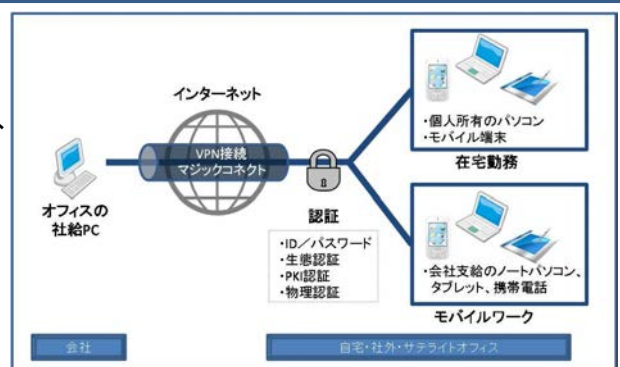 、
インターネット
VPN接続
マジックコネクト
オフィスの
社給PC
認証
・ID／パスワード
・生態認証
・PKI認証
・物理認証
・個人所有のパソコン
・モバイル端末
在宅勤務
・会社支給のノートパソコン、
タブレット、携帯電話
モバイルワーク
会社
自宅・社外・サテライトオフィス